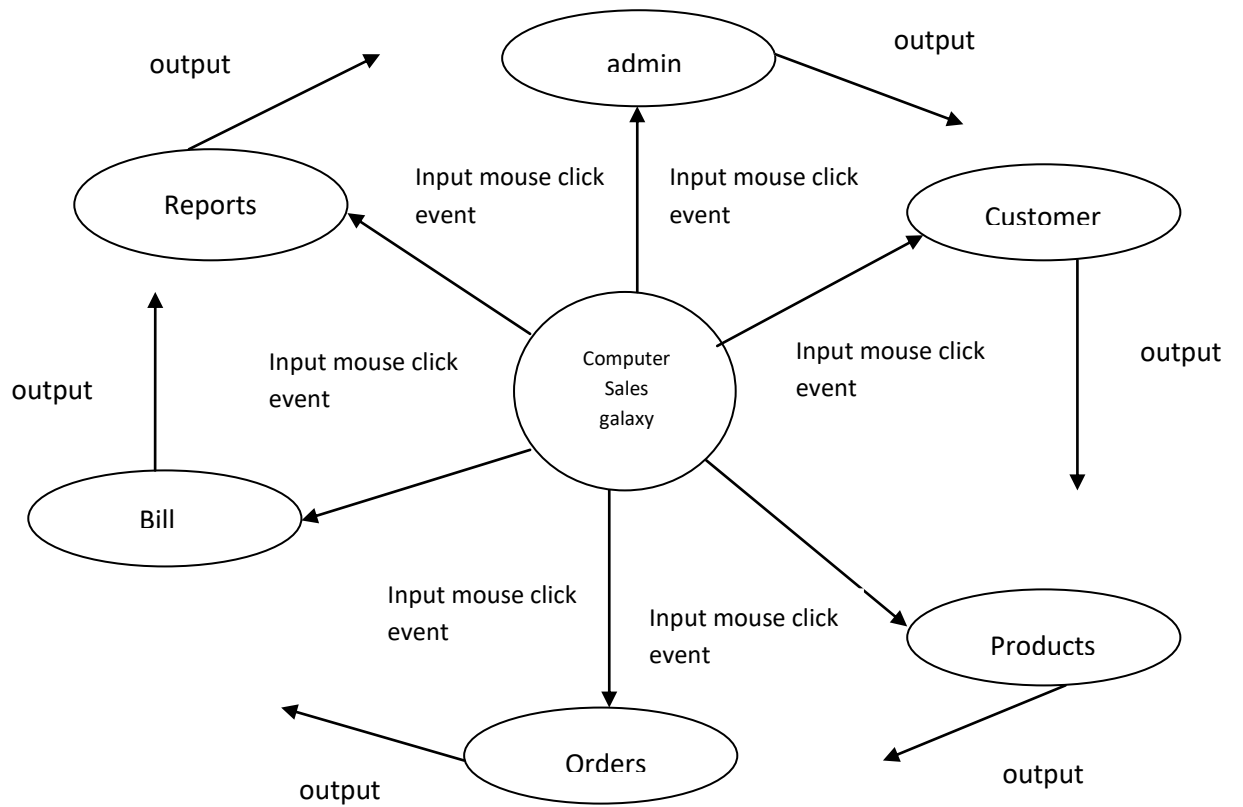 output
admin
output
Input mouse click
event
Input mouse click
event
Reports
Customer
Input mouse click
event
Computer
Sales
galaxy
Input mouse click
event
output
output
Bill
Input mouse click
event
Input mouse click
event
Products
Orders
output
output